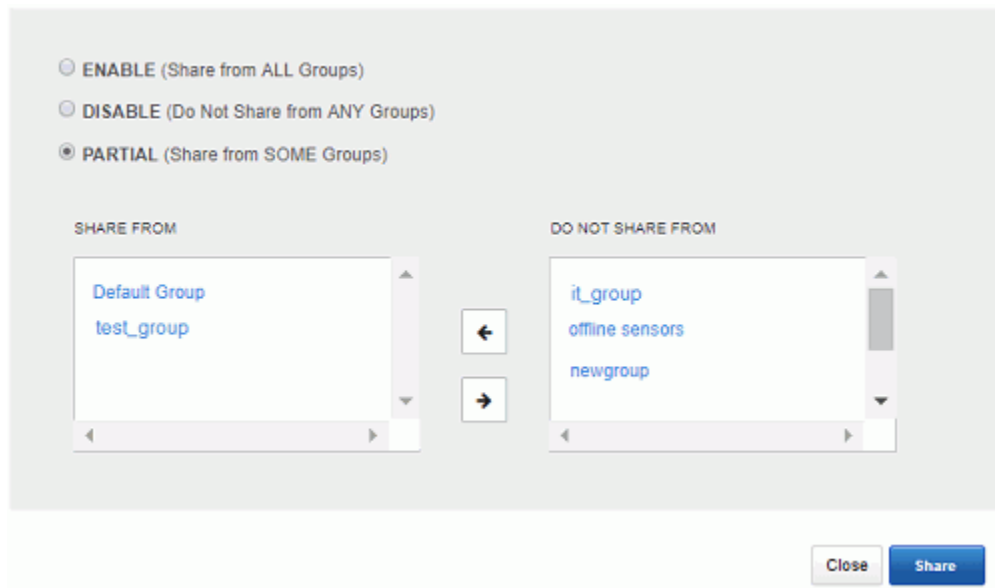 ENABLE (Share from ALL Groups)
DISABLE (Do Not Share from ANY Groups)
PARTIAL (Share from SOME Groups)
SHARE FROM
Default Group
test_group
DO NOT SHARE FROM
it_group
offline sensors
newgroup
Close
Share